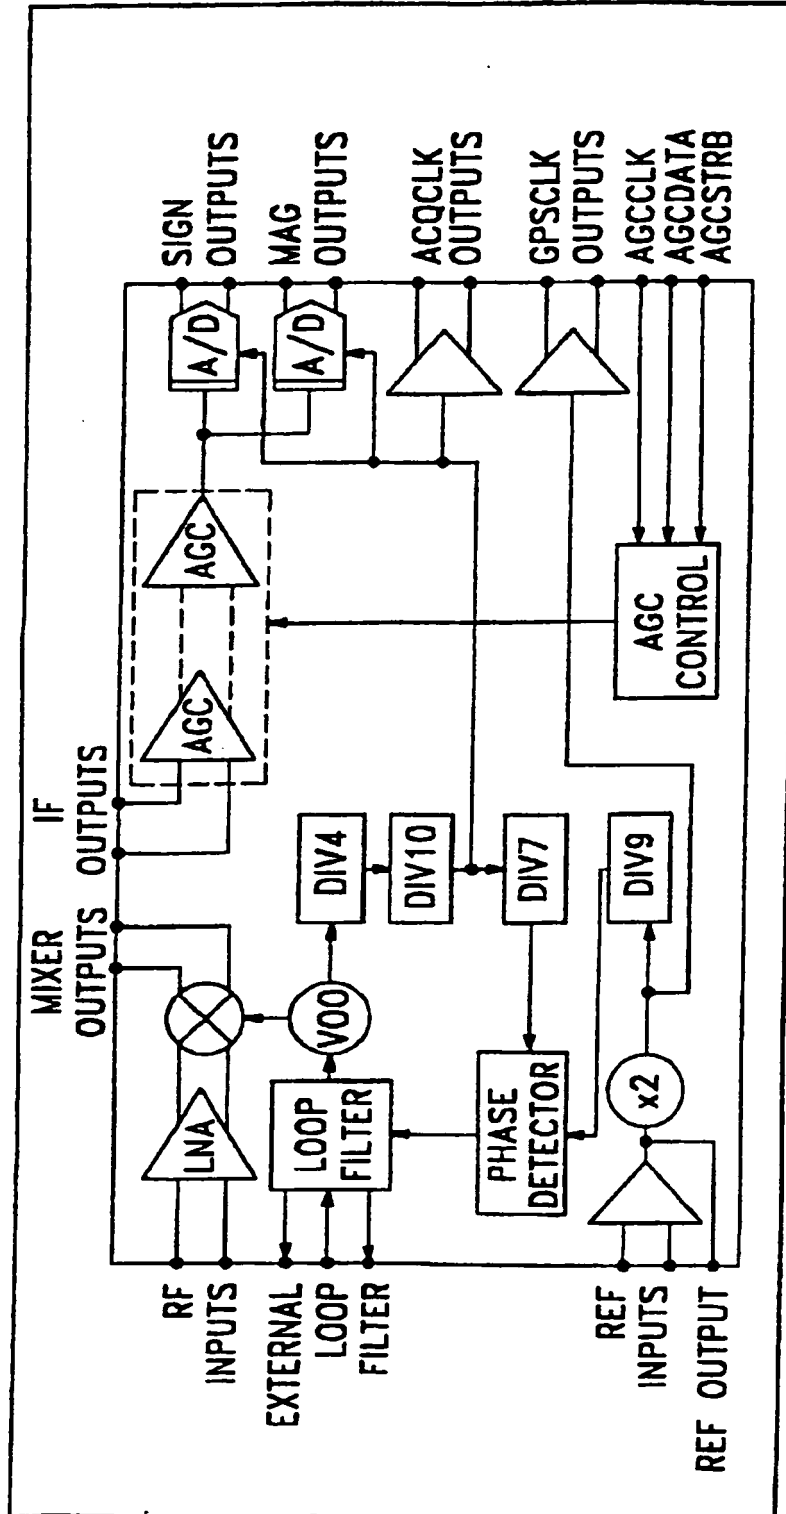 MIXER
OUTPUTS
IF
OUTPUTS
RF
INPUTS
LNA
AGC
AGC
A/D
SIGN
OUTPUTS
A/D
MAG
OUTPUTS
EXTERNAL
LOOP
FILTER
LOOP
FILTER
VOO
DIV4
DIV10
DIV7
ACQCLK
OUTPUTS
PHASE
DETECTOR
GPSCLK
OUTPUTS
REF
INPUTS
REF OUTPUT
x2
DIV9
AGC
CONTROL
AGCCLK
AGCDATA
AGCSTRB